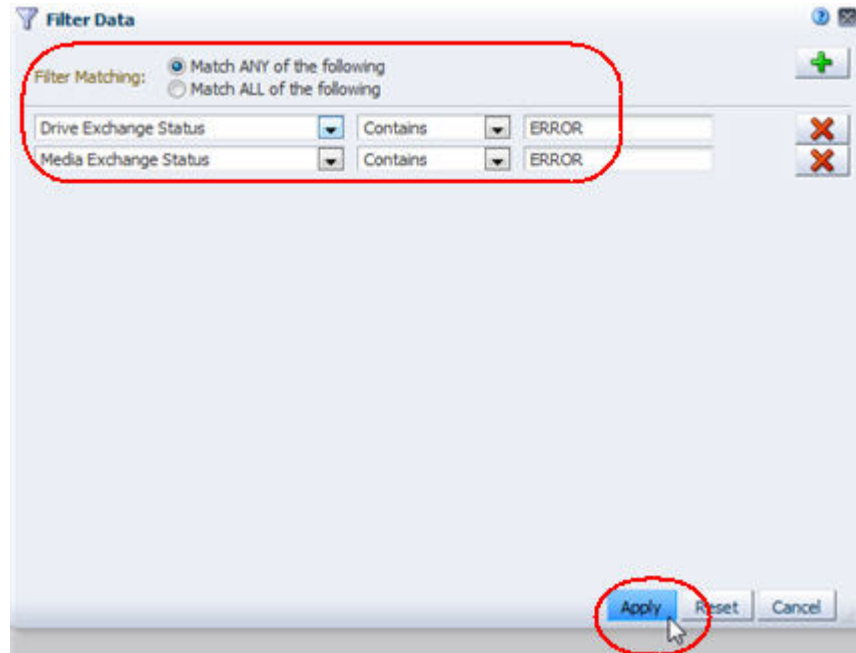 Filter Data
Filter Matching:
Match ANY of the following
Match ALL of the following
Drive Exchange Status Contains ERROR
Media Exchange Status Contains ERROR
Apply Reset Cancel